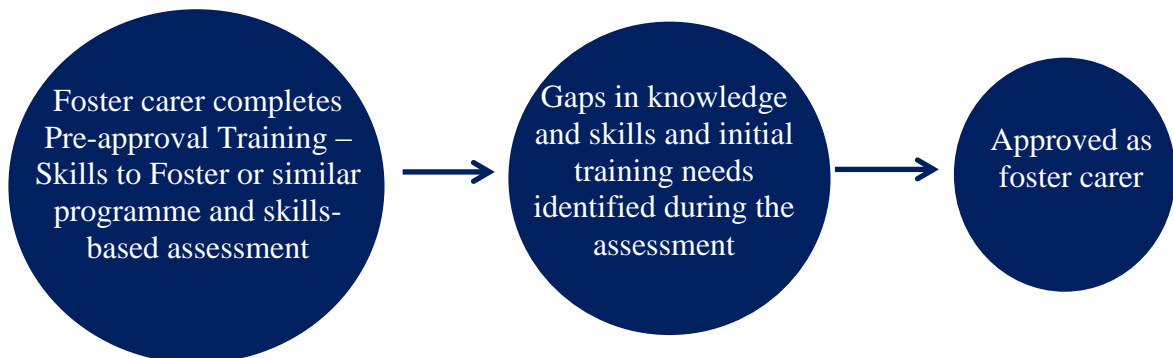 Foster carer completes
Pre-approval Training –
Skills to Foster or similar
programme and skills-
based assessment
Gaps in knowledge
and skills and initial
training needs
identified during the
assessment
Approved as
foster carer